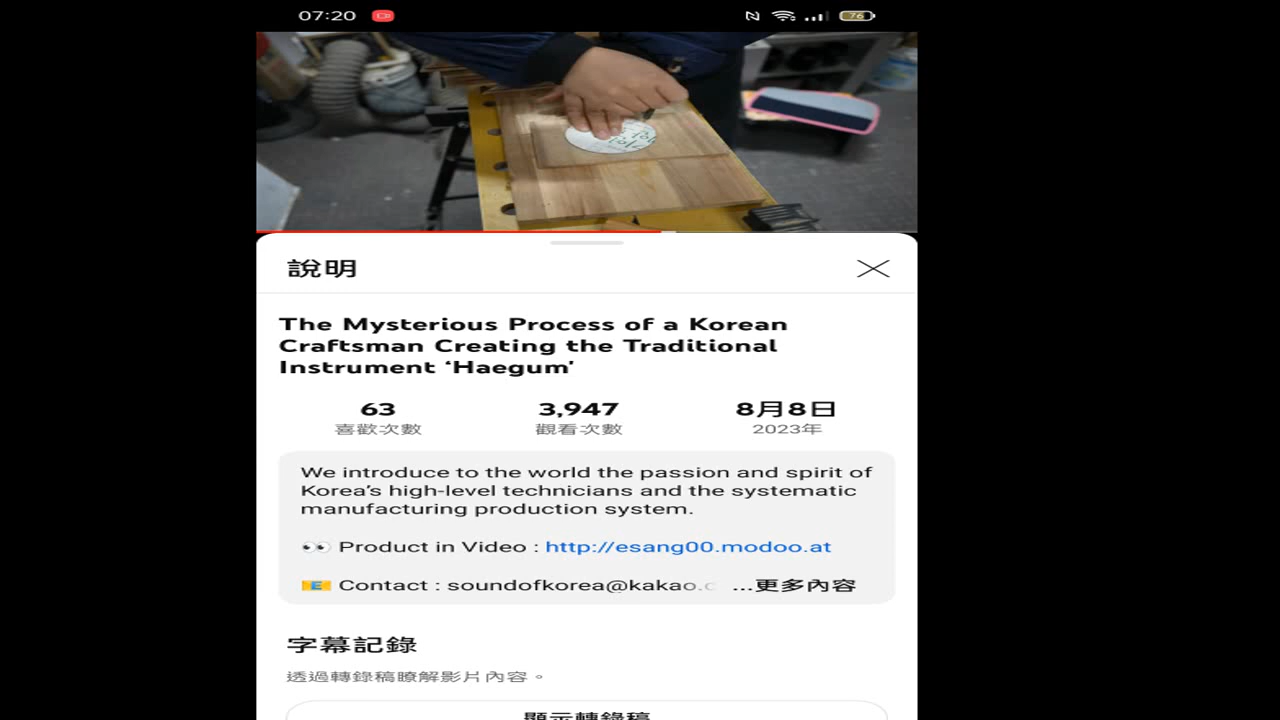 07:20
76
說明
The Mysterious Process of a Korean
Craftsman Creating the Traditional
Instrument ‘Haegum’
63
3,947
8月8日
喜歡次數
觀看次數
2023年
We introduce to the world the passion and spirit of
Korea's high-level technicians and the systematic
manufacturing production system.
👀 Product in Video : http://esang00.modoo.at
📧 Contact : soundofkorea@kakao.c ...更多內容
字幕記錄
透過轉錄稿瞭解影片內容。
顯示轉錄稿